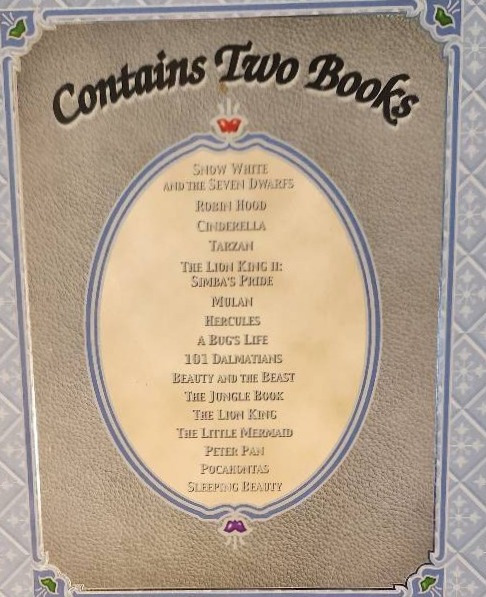 Contains Two Books
Snow White
and the Seven Dwarfs
Robin Hood
Cinderella
Tarzan
The Lion King II:
Simba's Pride
Mulan
Hercules
A Bug's Life
101 Dalmatians
Beauty and the Beast
The Jungle Book
The Lion King
The Little Mermaid
Peter Pan
Pocahontas
Sleeping Beauty